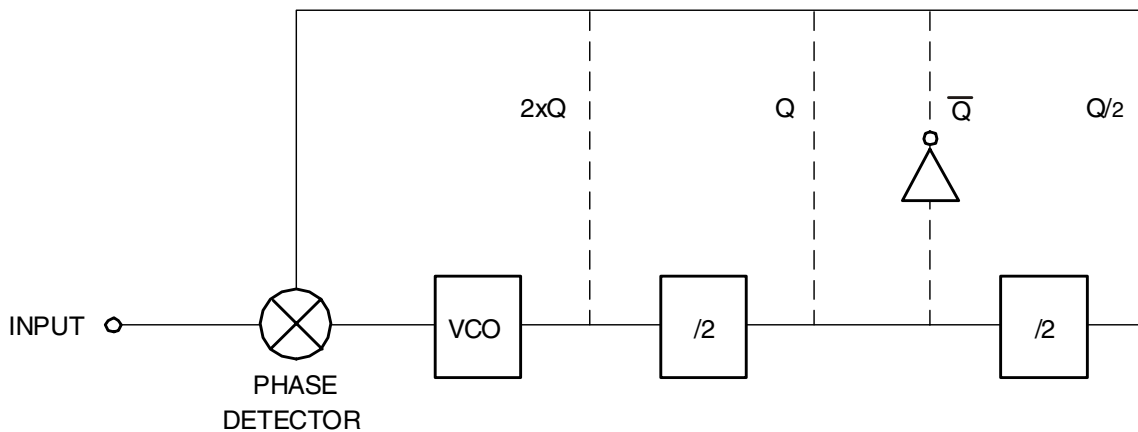 2xQ
Q
Q̅
Q/2
INPUT
VCO
/2
/2
PHASE
DETECTOR